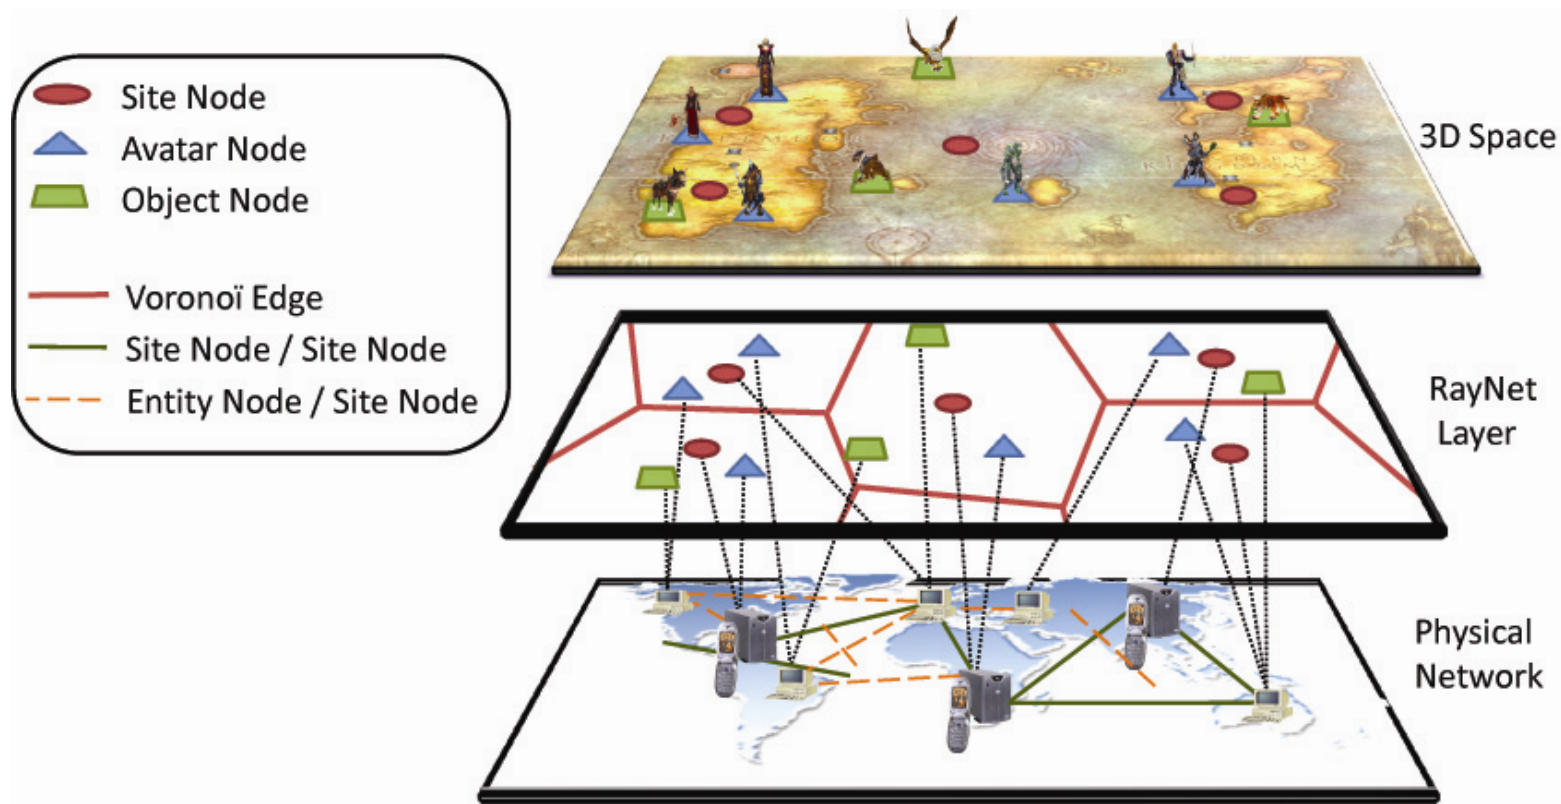 Site Node
Avatar Node
Object Node
Voronoï Edge
Site Node / Site Node
Entity Node / Site Node
3D Space
RayNet
Layer
Physical
Network